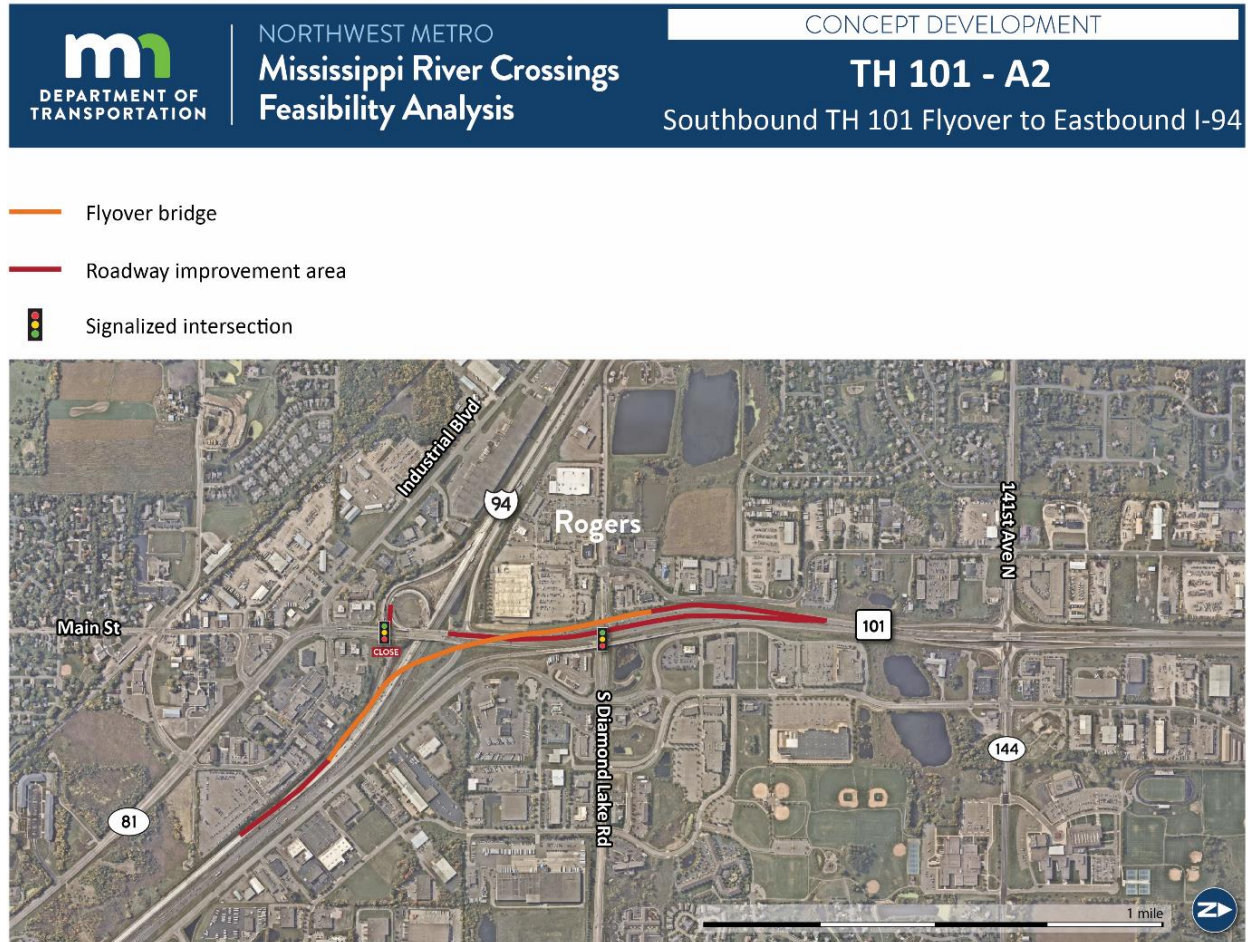 mn
DEPARTMENT OF
TRANSPORTATION
NORTHWEST METRO
Mississippi River Crossings
Feasibility Analysis
CONCEPT DEVELOPMENT
TH 101 - A2
Southbound TH 101 Flyover to Eastbound I-94
Flyover bridge
Roadway improvement area
Signalized intersection
Industrial Blvd
94
Rogers
141st Ave N
Main St
CLOSE
101
S Diamond Lake Rd
144
81
1 mile
Z